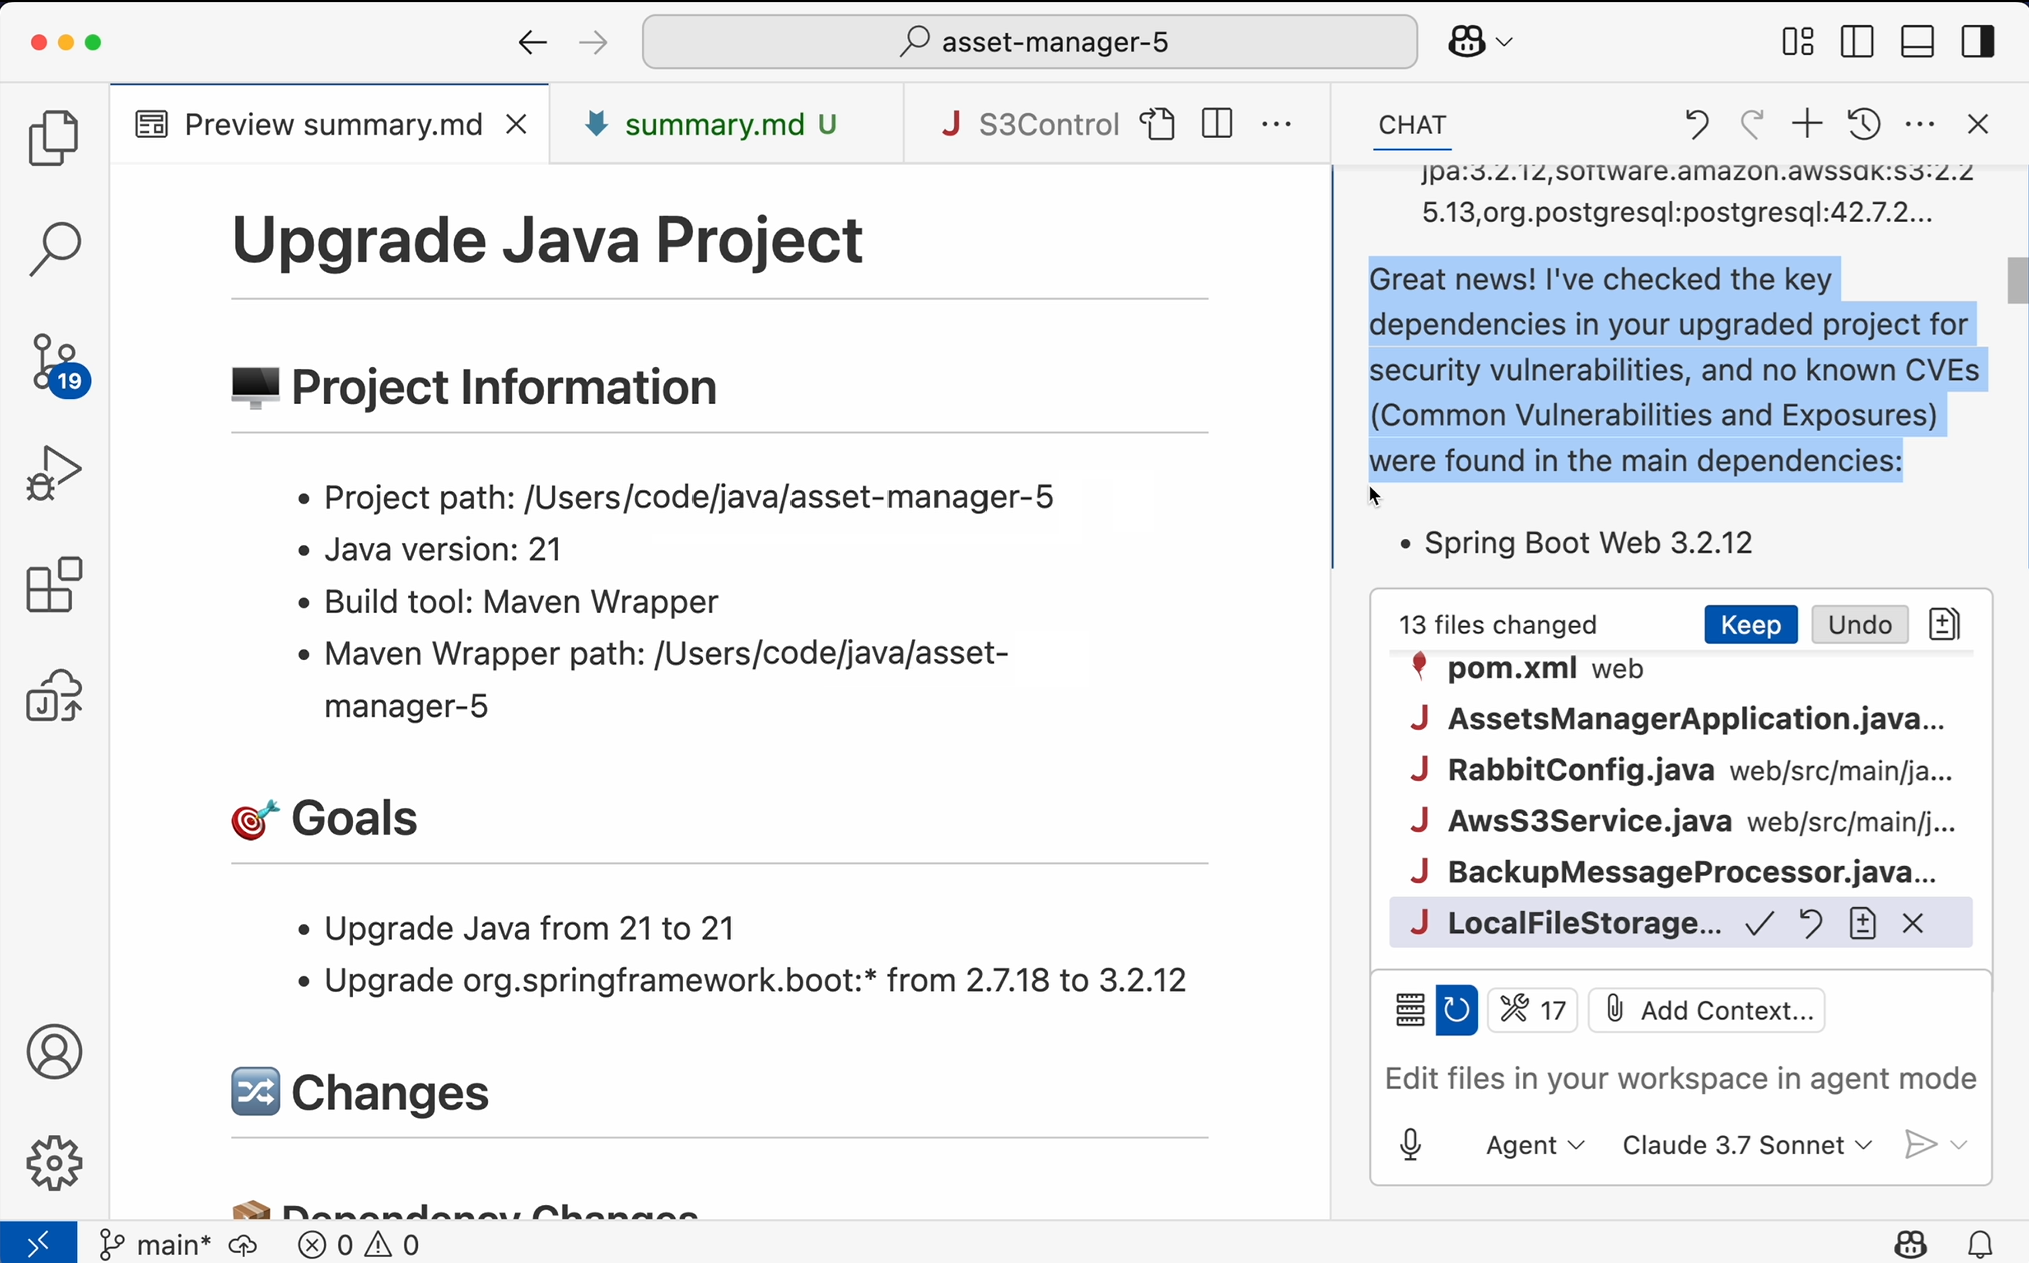 asset-manager-5
Preview summary.md
summary.md U
S3Control
CHAT
Upgrade Java Project
Project Information
• Project path: /Users/code/java/asset-manager-5
• Java version: 21
• Build tool: Maven Wrapper
• Maven Wrapper path: /Users/code/java/asset-
manager-5
Goals
• Upgrade Java from 21 to 21
• Upgrade org.springframework.boot:* from 2.7.18 to 3.2.12
Changes
Dependency Changes
jpa:3.2.12,software.amazon.awssdk:s3:2.2
5.13,org.postgresql:postgresql:42.7.2...
Great news! I've checked the key
dependencies in your upgraded project for
security vulnerabilities, and no known CVEs
(Common Vulnerabilities and Exposures)
were found in the main dependencies:
• Spring Boot Web 3.2.12
13 files changed
Keep
Undo
pom.xml web
J AssetsManagerApplication.java...
J RabbitConfig.java web/src/main/ja...
J AwsS3Service.java web/src/main/j...
J BackupMessageProcessor.java...
J LocalFileStorage...
17
Add Context...
Edit files in your workspace in agent mode
Agent
Claude 3.7 Sonnet
19
main*
0
0